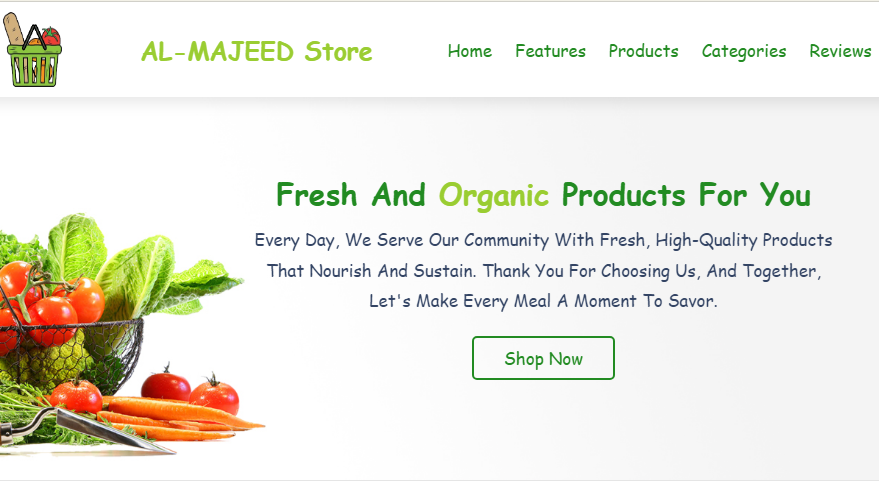 AL-MAJEED Store
Home Features Products Categories Reviews
Fresh And Organic Products For You
Every Day, We Serve Our Community With Fresh, High-Quality Products
That Nourish And Sustain. Thank You For Choosing Us, And Together,
Let's Make Every Meal A Moment To Savor.
Shop Now